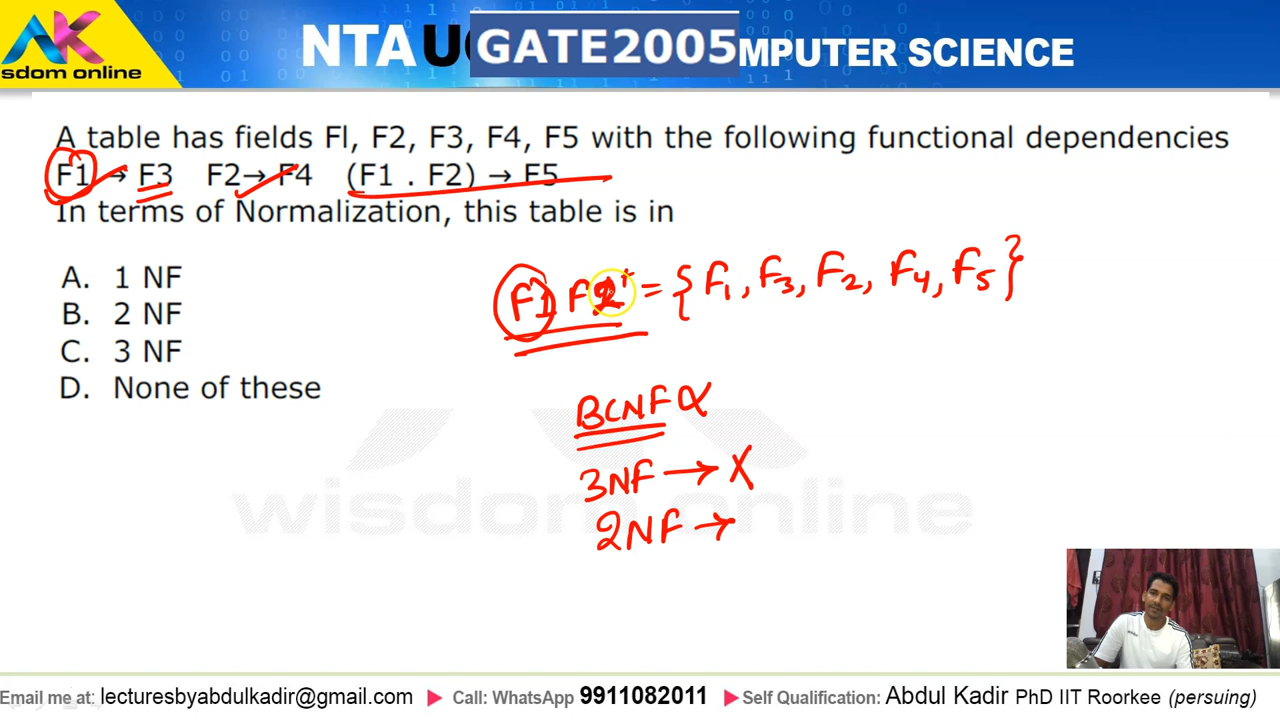 AK
sdom online
NTA U GATE2005 MPUTER SCIENCE
A table has fields Fl, F2, F3, F4, F5 with the following functional dependencies
F1 → F3 F2→ F4 (F1 . F2) → F5
In terms of Normalization, this table is in
A. 1 NF
B. 2 NF
C. 3 NF
D. None of these
F1 F2⁺ = {F₁, F₃, F₂, F₄, F₅}
BCNF
3NF → X
2NF →
wisdom online
Email me at: lecturesbyabdulkadir@gmail.com ▶ Call: WhatsApp 9911082011 ▶ Self Qualification: Abdul Kadir PhD IIT Roorkee (persuing)